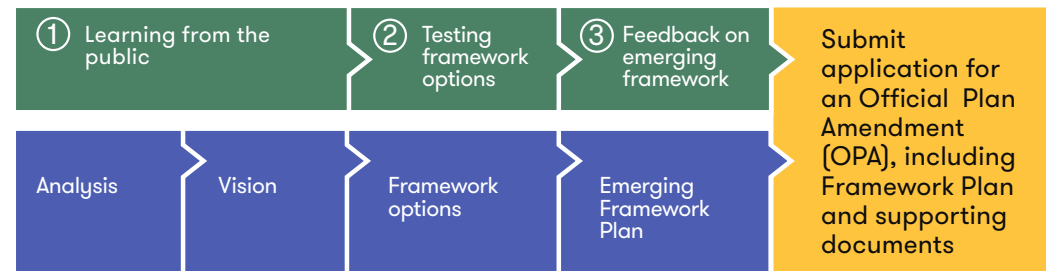 ① Learning from the
public
② Testing
framework
options
③ Feedback on
emerging
framework
Analysis
Vision
Framework
options
Emerging
Framework
Plan
Submit
application for
an Official Plan
Amendment
(OPA), including
Framework Plan
and supporting
documents